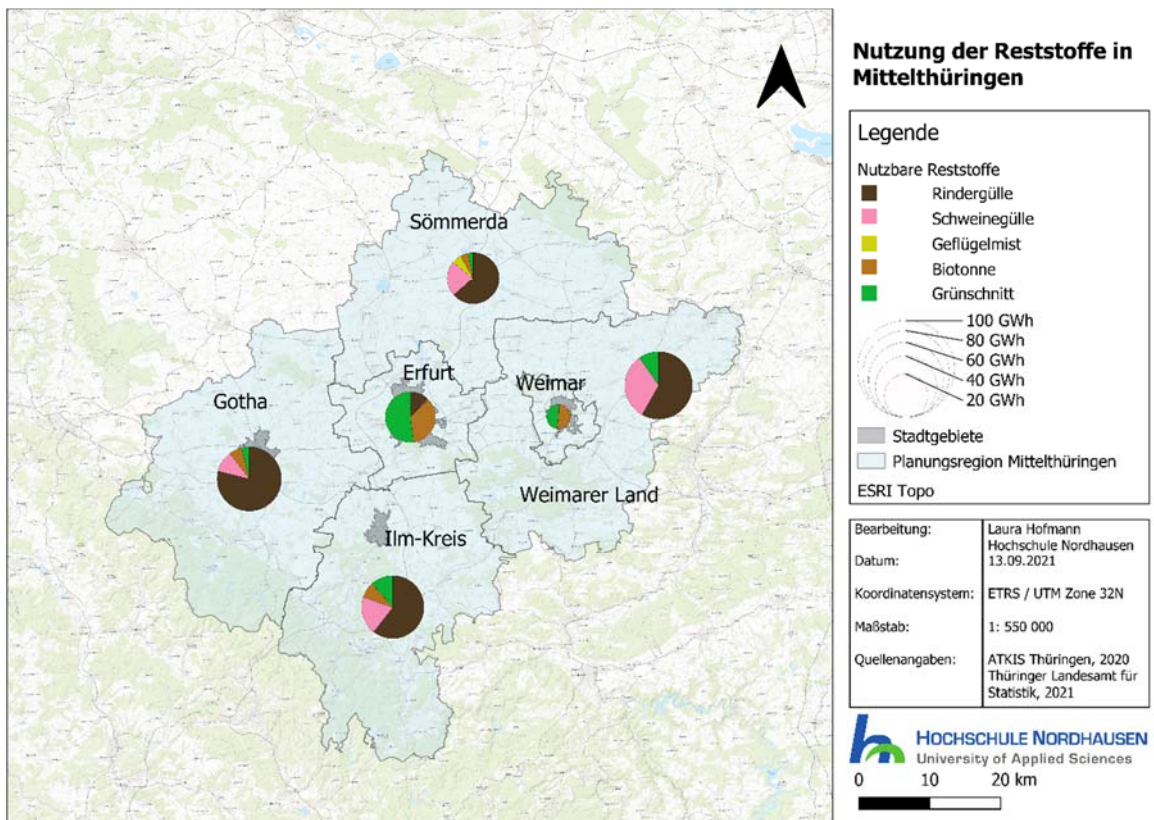 Nutzung der Reststoffe in
Mittelthüringen
Legende
Nutzbare Reststoffe
Rindergülle
Schweinegülle
Geflügelmist
Biotonne
Grünschnitt
100 GWh
80 GWh
60 GWh
40 GWh
20 GWh
Stadtgebiete
Planungsregion Mittelthüringen
ESRI Topo
Sömmerda
Erfurt
Weimar
Gotha
Weimarer Land
Ilm-Kreis
Bearbeitung: Laura Hofmann
Hochschule Nordhausen
Datum: 13.09.2021
Koordinatensystem: ETRS / UTM Zone 32N
Maßstab: 1: 550 000
Quellenangaben: ATKIS Thüringen, 2020
Thüringer Landesamt für
Statistik, 2021
HOCHSCHULE NORDHAUSEN
University of Applied Sciences
0 10 20 km